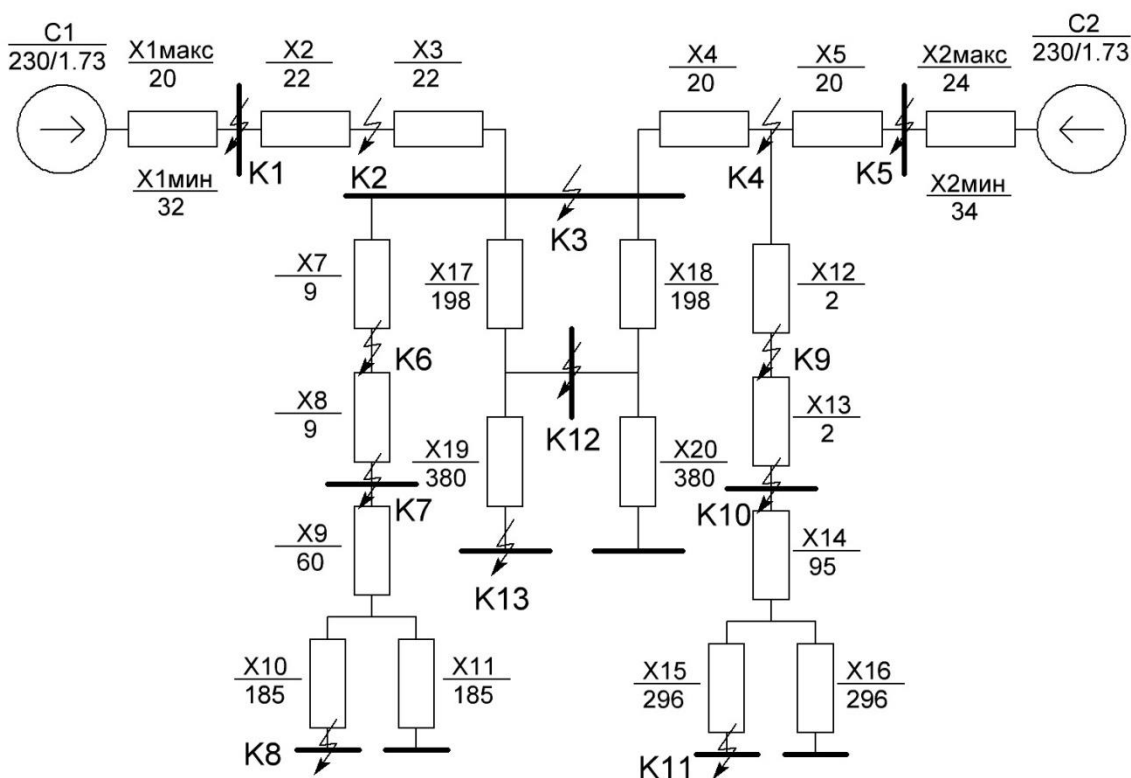 C1
230/1.73
X1макс
20
X2
22
X3
22
X4
20
X5
20
X2макс
24
C2
230/1.73
K1
K2
K4
K5
X1мин
32
X2мин
34
K3
X7
9
X17
198
X18
198
X12
2
K6
K9
X8
9
K12
X13
2
X19
380
X20
380
K7
K10
X9
60
X14
95
K13
X10
185
X11
185
X15
296
X16
296
K8
K11